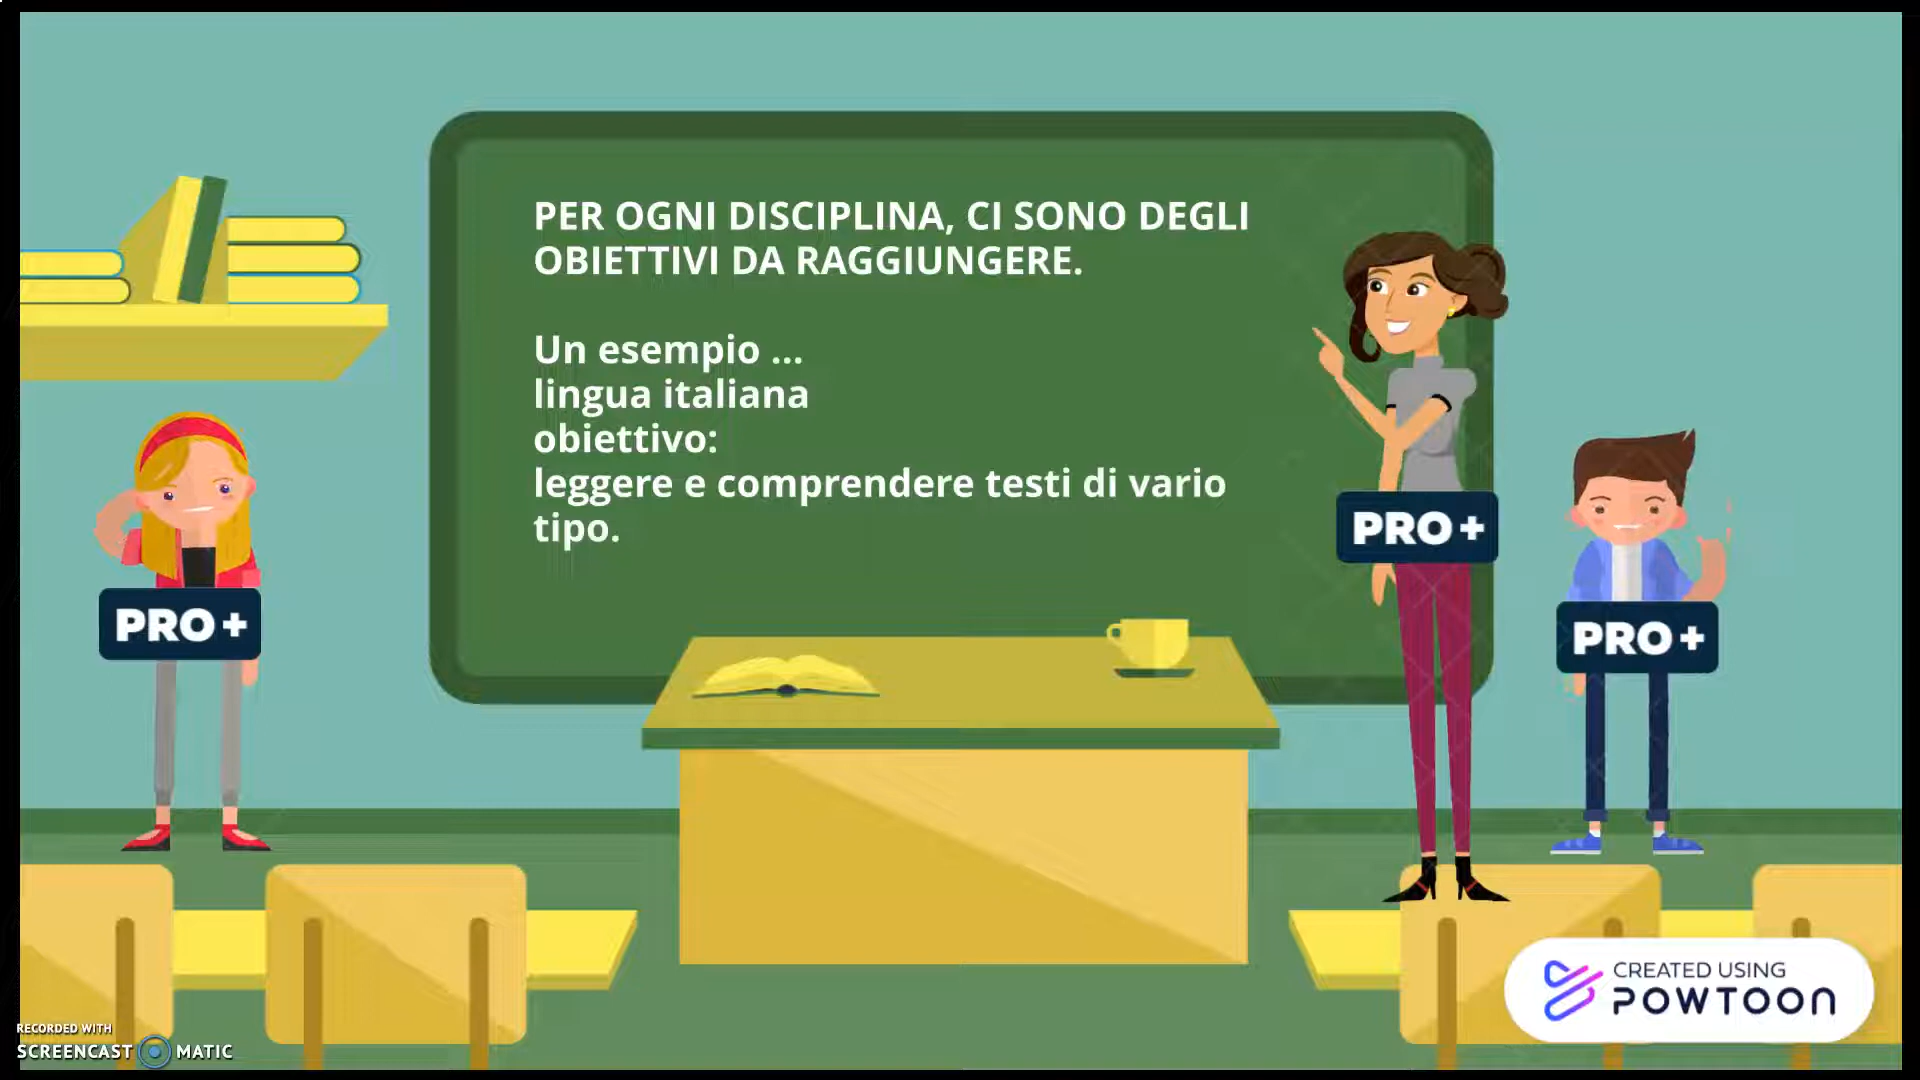 PER OGNI DISCIPLINA, CI SONO DEGLI
OBIETTIVI DA RAGGIUNGERE.
Un esempio ...
lingua italiana
obiettivo:
leggere e comprendere testi di vario
tipo.
PRO+
PRO+
PRO+
CREATED USING
POWTOON
RECORDED WITH
SCREENCAST MATIC